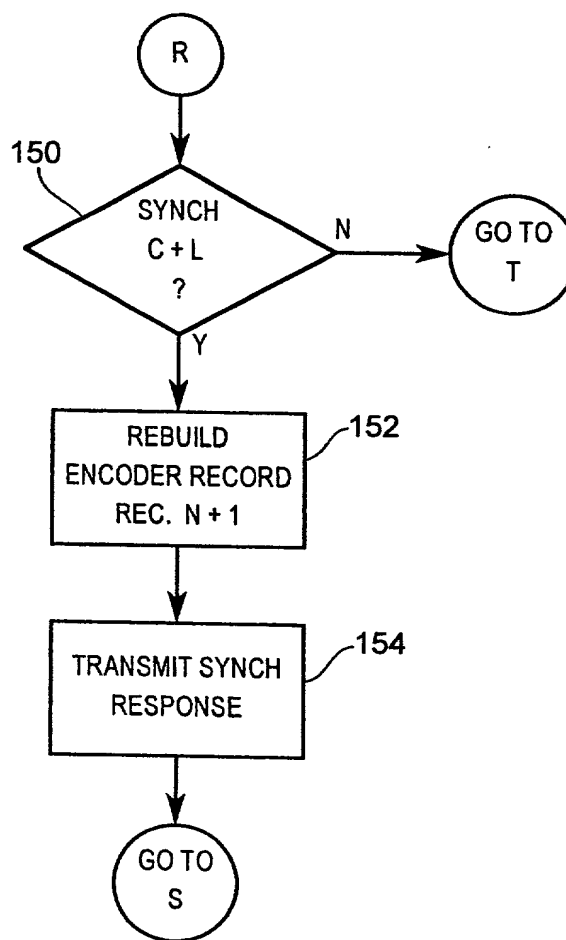 R
150
SYNCH
C + L
?
N
GO TO
T
Y
REBUILD
ENCODER RECORD
REC. N + 1
152
TRANSMIT SYNCH
RESPONSE
154
GO TO
S